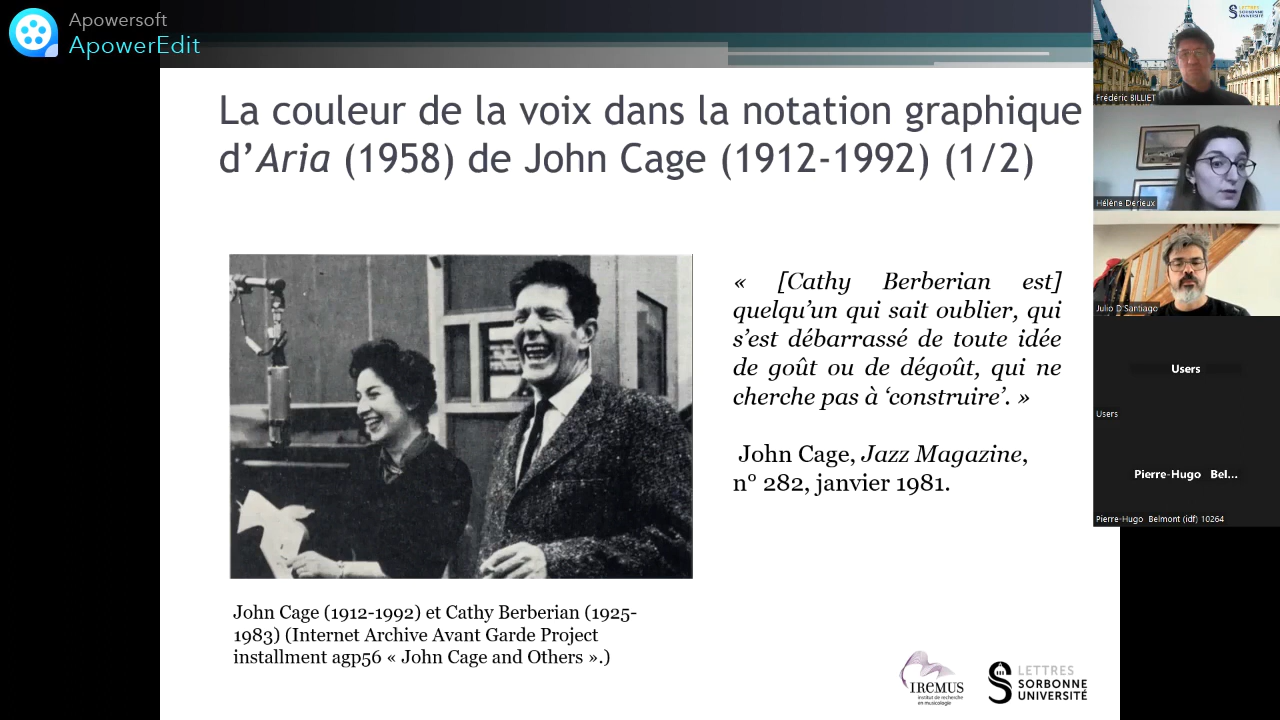 Apowersoft
ApowerEdit
La couleur de la voix dans la notation graphique
d’Aria (1958) de John Cage (1912-1992) (1/2)
« [Cathy Berberian est]
quelqu’un qui sait oublier, qui
s’est débarrassé de toute idée
de goût ou de dégoût, qui ne
cherche pas à ‘construire’. »
John Cage, Jazz Magazine,
n° 282, janvier 1981.
John Cage (1912-1992) et Cathy Berberian (1925-
1983) (Internet Archive Avant Garde Project
installment agp56 « John Cage and Others ».)
IREMUS
institut de recherche
en musicologie
LETTRES
SORBONNE
UNIVERSITÉ
LETTRES
SORBONNE
UNIVERSITÉ
Frédéric BILLIET
Hélène Derieux
Julio D Santiago
Users
Users
Pierre-Hugo Bel...
Pierre-Hugo Belmont (idf) 10264